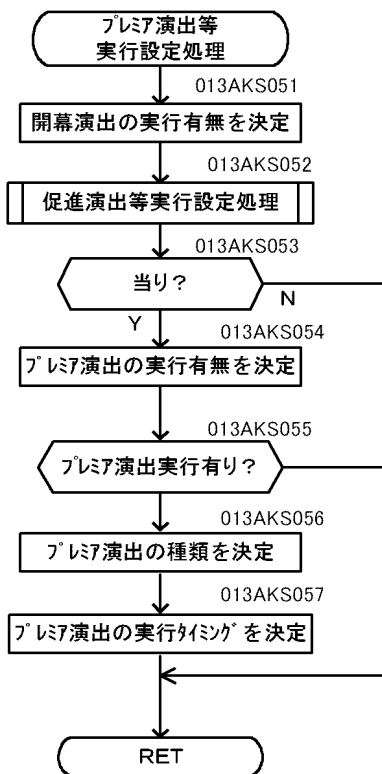 プレミア演出等
実行設定処理
013AKS051
開幕演出の実行有無を決定
013AKS052
促進演出等実行設定処理
013AKS053
当り？
N
Y
013AKS054
プレミア演出の実行有無を決定
013AKS055
プレミア演出実行有り？
013AKS056
プレミア演出の種類を決定
013AKS057
プレミア演出の実行タイミングを決定
RET